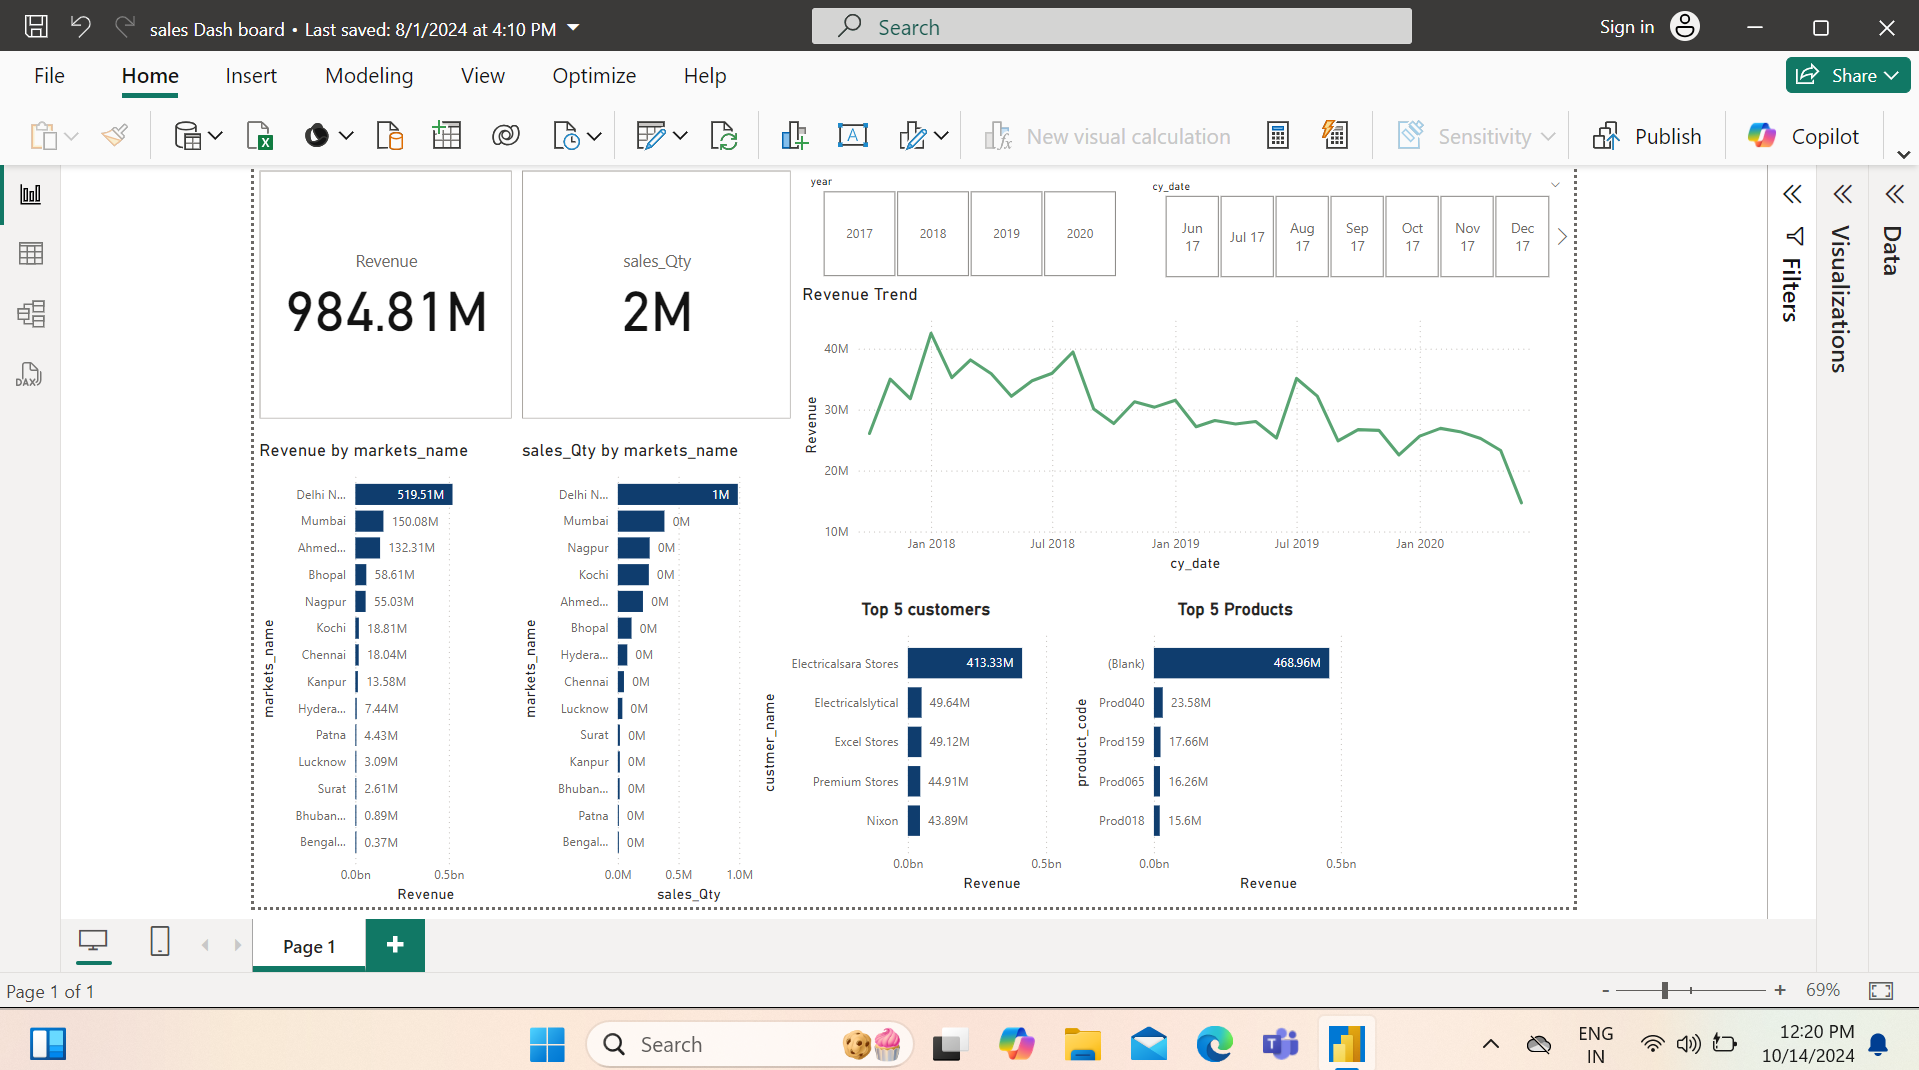 sales Dash board • Last saved: 8/1/2024 at 4:10 PM
Search
Sign in
File
Home
Insert
Modeling
View
Optimize
Help
Share
New visual calculation
Sensitivity
Publish
Copilot
DAX
Revenue
984.81M
sales_Qty
2M
year
2017
2018
2019
2020
cy_date
Jun 17
Jul 17
Aug 17
Sep 17
Oct 17
Nov 17
Dec 17
Revenue Trend
Revenue
40M
30M
20M
10M
Jan 2018
Jul 2018
Jan 2019
Jul 2019
Jan 2020
cy_date
Revenue by markets_name
markets_name
Delhi N... 519.51M
Mumbai 150.08M
Ahmed... 132.31M
Bhopal 58.61M
Nagpur 55.03M
Kochi 18.81M
Chennai 18.04M
Kanpur 13.58M
Hydera... 7.44M
Patna 4.43M
Lucknow 3.09M
Surat 2.61M
Bhuban... 0.89M
Bengal... 0.37M
0.0bn 0.5bn
Revenue
sales_Qty by markets_name
markets_name
Delhi N... 1M
Mumbai 0M
Nagpur 0M
Kochi 0M
Ahmed... 0M
Bhopal 0M
Hydera... 0M
Chennai 0M
Lucknow 0M
Surat 0M
Kanpur 0M
Bhuban... 0M
Patna 0M
Bengal... 0M
0.0M 0.5M 1.0M
sales_Qty
Top 5 customers
custmer_name
Electricalsara Stores 413.33M
Electricalslytical 49.64M
Excel Stores 49.12M
Premium Stores 44.91M
Nixon 43.89M
0.0bn 0.5bn
Revenue
Top 5 Products
product_code
(Blank) 468.96M
Prod040 23.58M
Prod159 17.66M
Prod065 16.26M
Prod018 15.6M
0.0bn 0.5bn
Revenue
Filters
Visualizations
Data
Page 1
Page 1 of 1
- + 69%
Search
ENG
IN
12:20 PM
10/14/2024